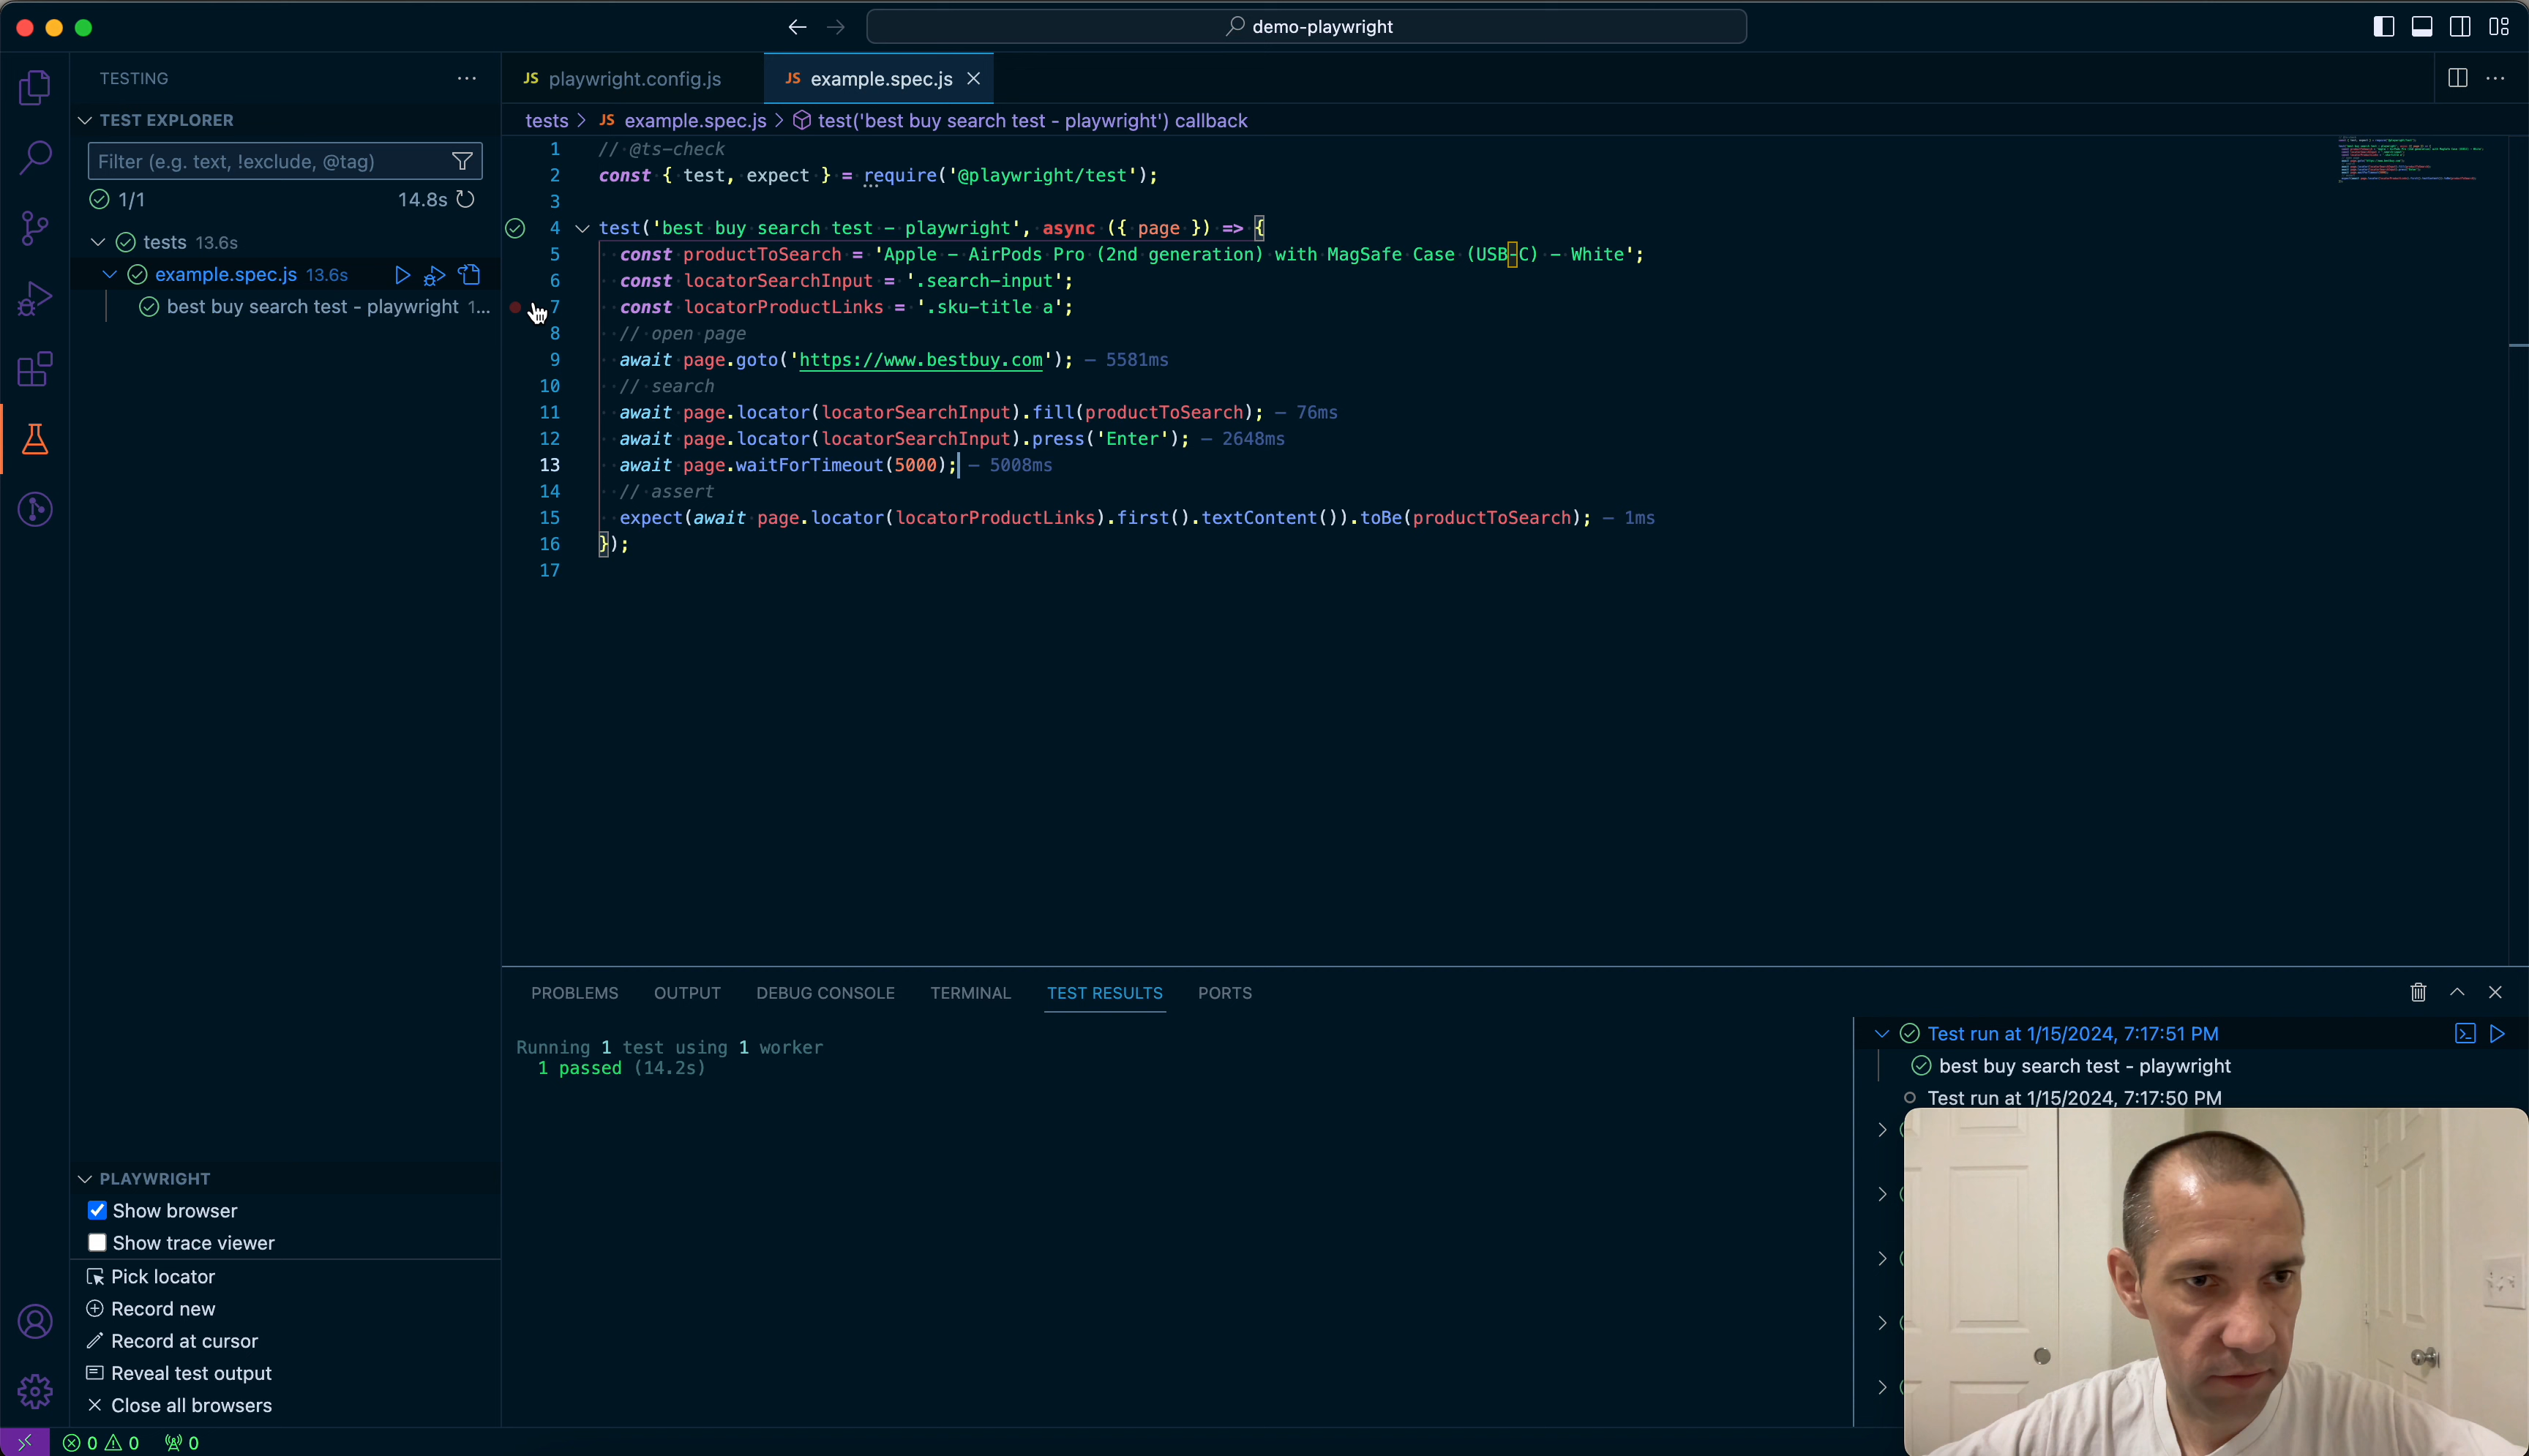 demo-playwright
TESTING
TEST EXPLORER
Filter (e.g. text, !exclude, @tag)
1/1
14.8s
tests 13.6s
example.spec.js 13.6s
best buy search test - playwright 1...
PLAYWRIGHT
Show browser
Show trace viewer
Pick locator
Record new
Record at cursor
Reveal test output
Close all browsers
0 0 0
JS playwright.config.js
JS example.spec.js
tests > JS example.spec.js > test('best buy search test - playwright') callback
1 // @ts-check
2 const { test, expect } = require('@playwright/test');
3
4 test('best buy search test - playwright', async ({ page }) => {
5 const productToSearch = 'Apple - AirPods Pro (2nd generation) with MagSafe Case (USB‑C) - White';
6 const locatorSearchInput = '.search-input';
7 const locatorProductLinks = '.sku-title a';
8 // open page
9 await page.goto('https://www.bestbuy.com'); — 5581ms
10 // search
11 await page.locator(locatorSearchInput).fill(productToSearch); — 76ms
12 await page.locator(locatorSearchInput).press('Enter'); — 2648ms
13 await page.waitForTimeout(5000); — 5008ms
14 // assert
15 expect(await page.locator(locatorProductLinks).first().textContent()).toBe(productToSearch); — 1ms
16 });
17
PROBLEMS OUTPUT DEBUG CONSOLE TERMINAL TEST RESULTS PORTS
Running 1 test using 1 worker
1 passed (14.2s)
Test run at 1/15/2024, 7:17:51 PM
best buy search test - playwright
Test run at 1/15/2024, 7:17:50 PM